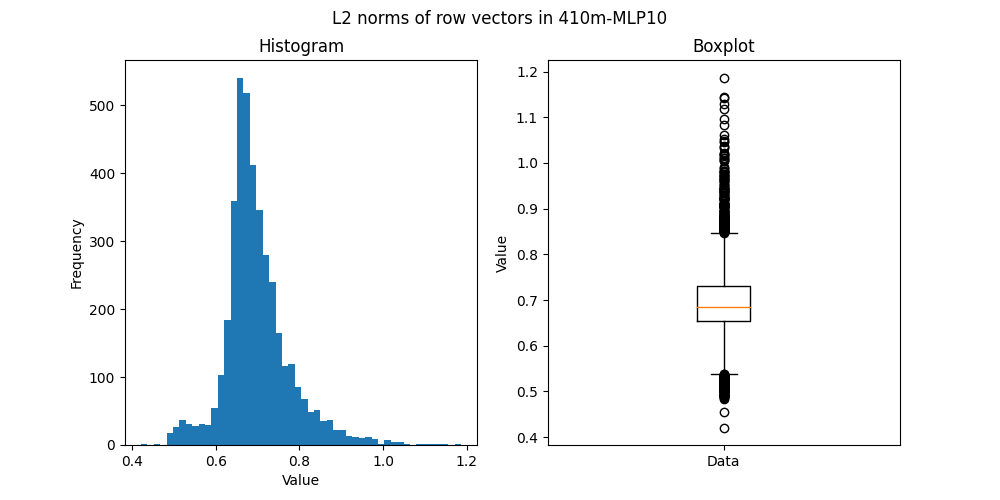 L2 norms of row vectors in 410m-MLP10
Histogram
Frequency
500
400
300
200
100
0
0.4 0.6 0.8 1.0 1.2
Value
Boxplot
Value
1.2
1.1
1.0
0.9
0.8
0.7
0.6
0.5
0.4
Data